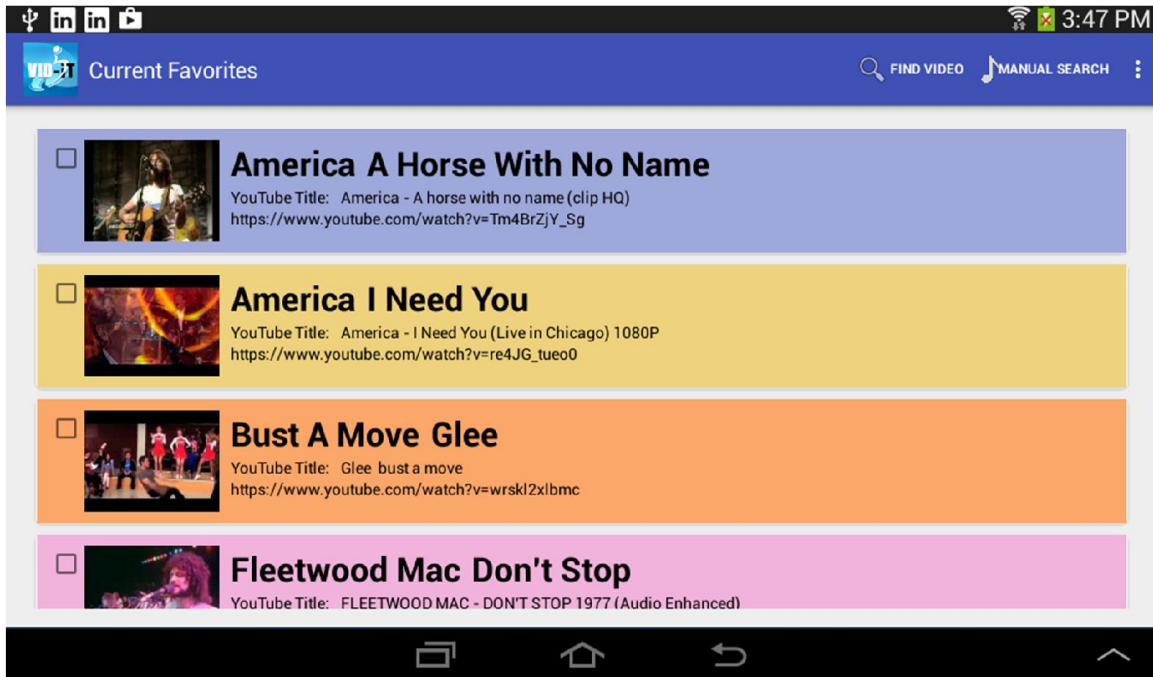 in in 3:47 PM
VID-IT Current Favorites FIND VIDEO MANUAL SEARCH
America A Horse With No Name
YouTube Title: America - A horse with no name (clip HQ)
https://www.youtube.com/watch?v=Tm4BrZjY_Sg
America I Need You
YouTube Title: America - I Need You (Live in Chicago) 1080P
https://www.youtube.com/watch?v=re4JG_tueo0
Bust A Move Glee
YouTube Title: Glee bust a move
https://www.youtube.com/watch?v=wrskl2xlbmc
Fleetwood Mac Don't Stop
YouTube Title: FLEETWOOD MAC - DON'T STOP 1977 (Audio Enhanced)